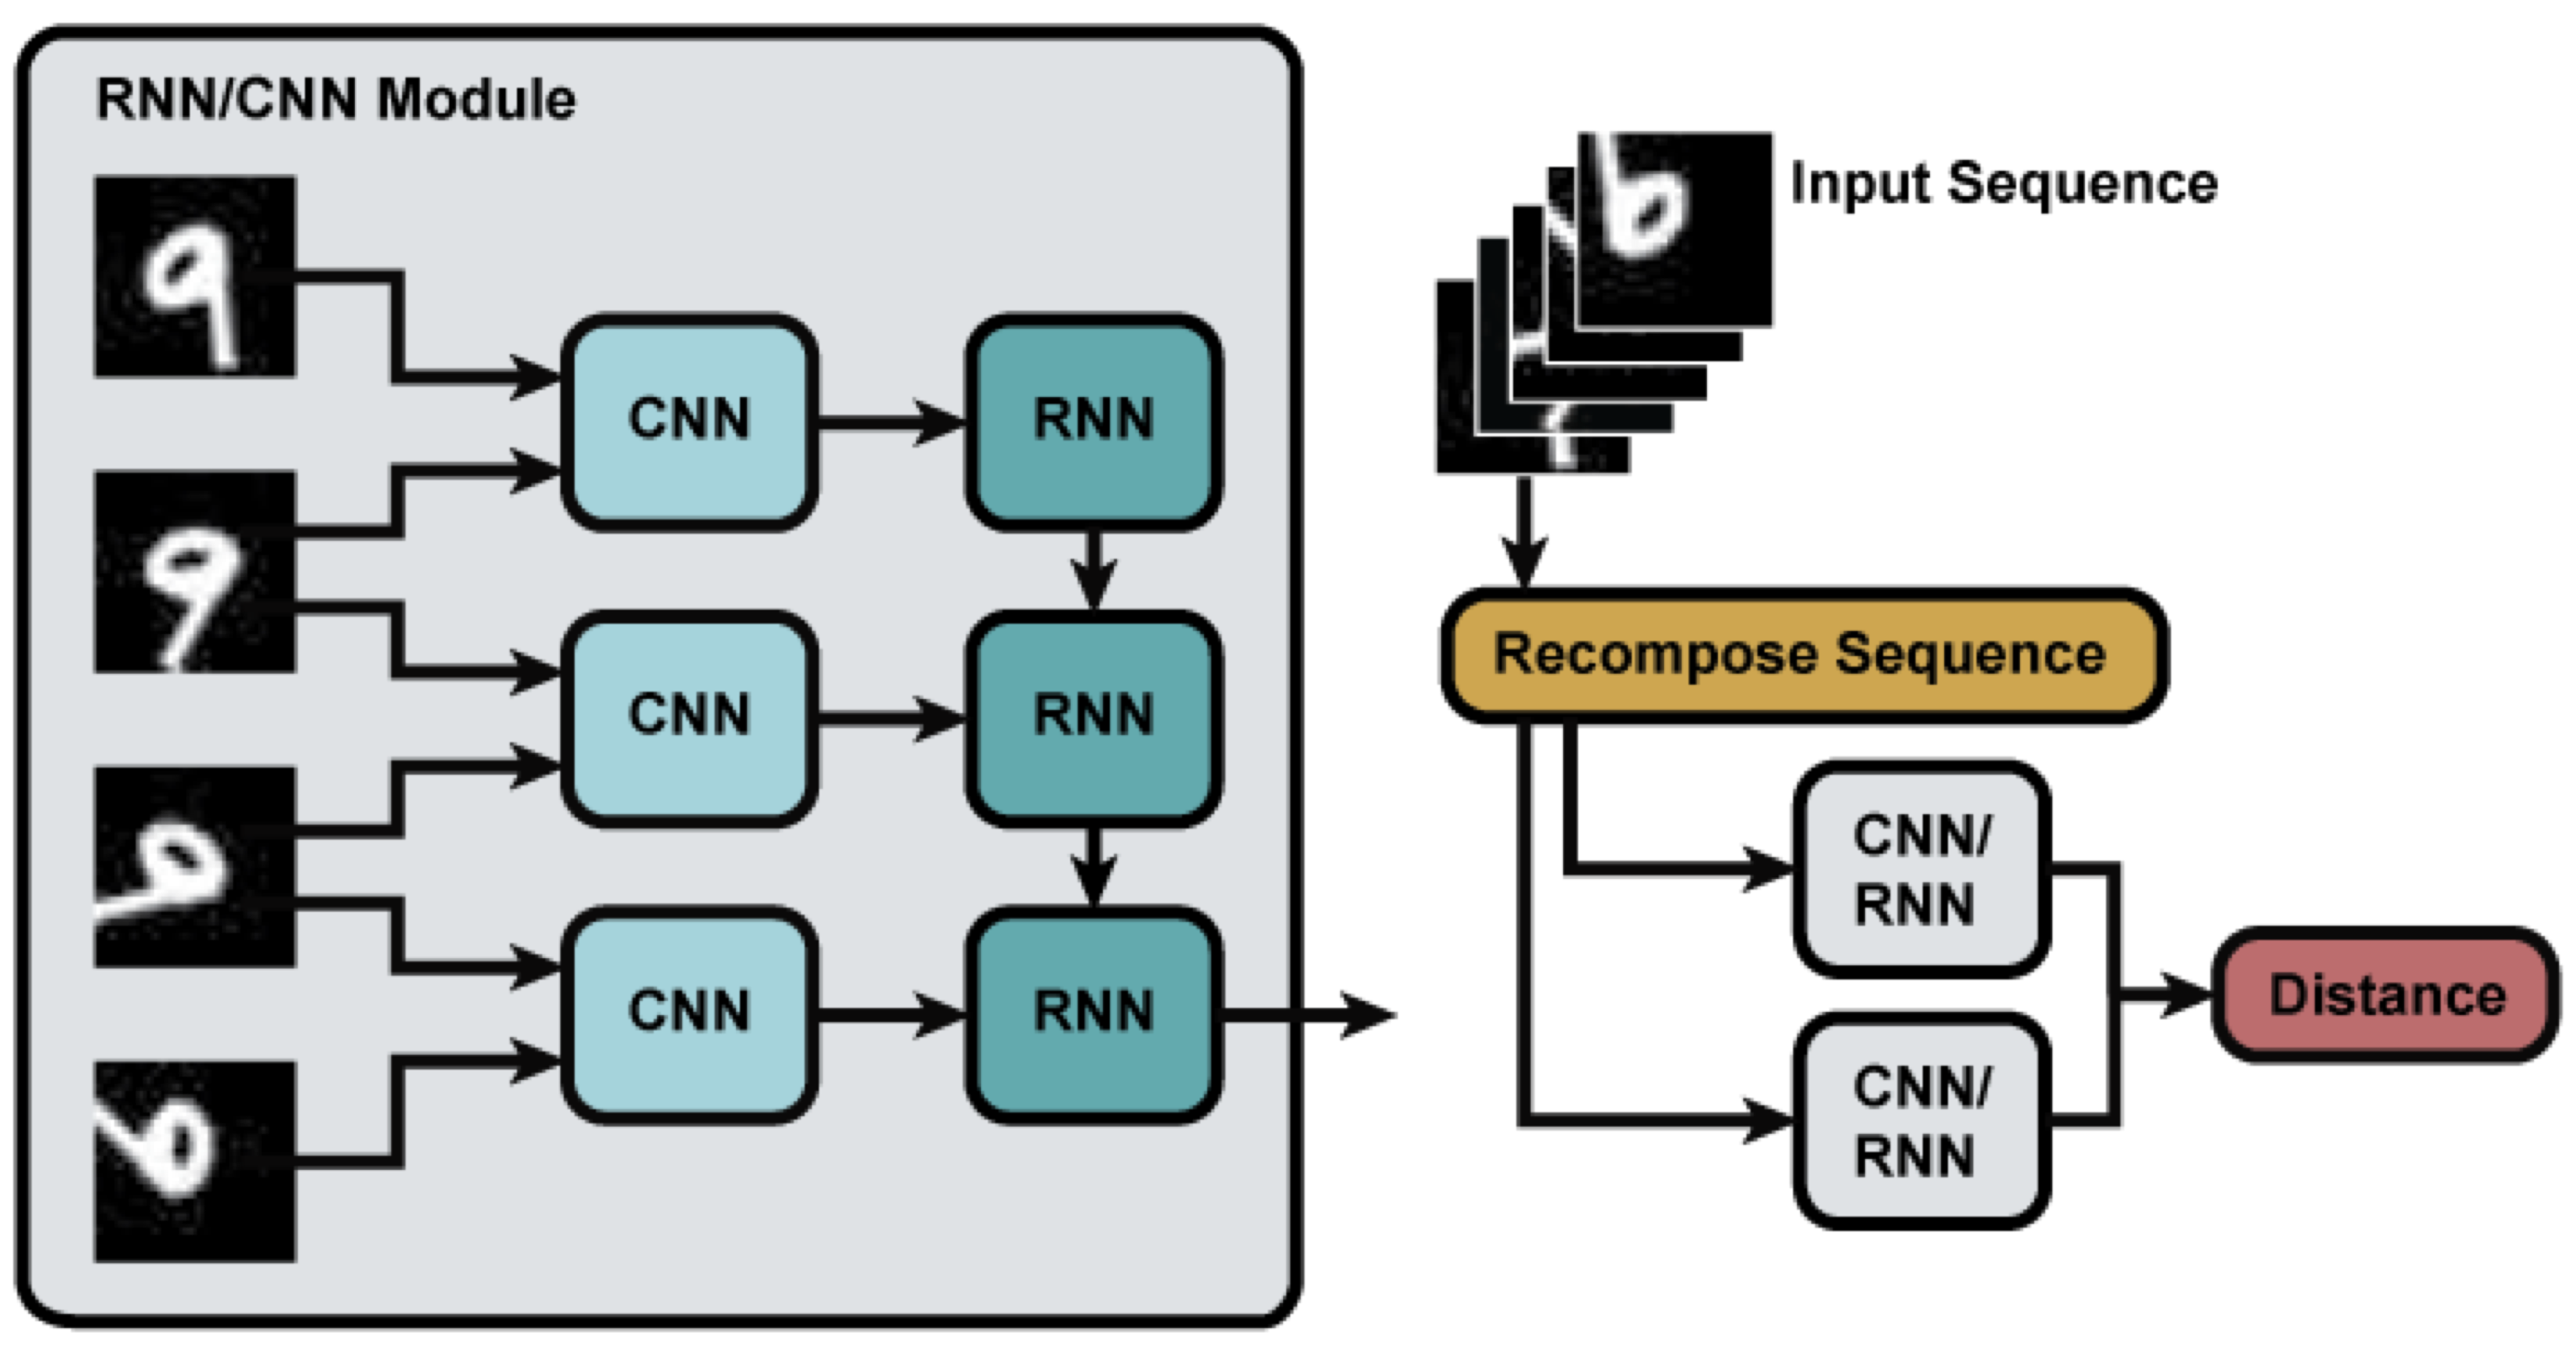 RNN/CNN Module
CNN
RNN
CNN
RNN
CNN
RNN
Input Sequence
Recompose Sequence
CNN/
RNN
CNN/
RNN
Distance